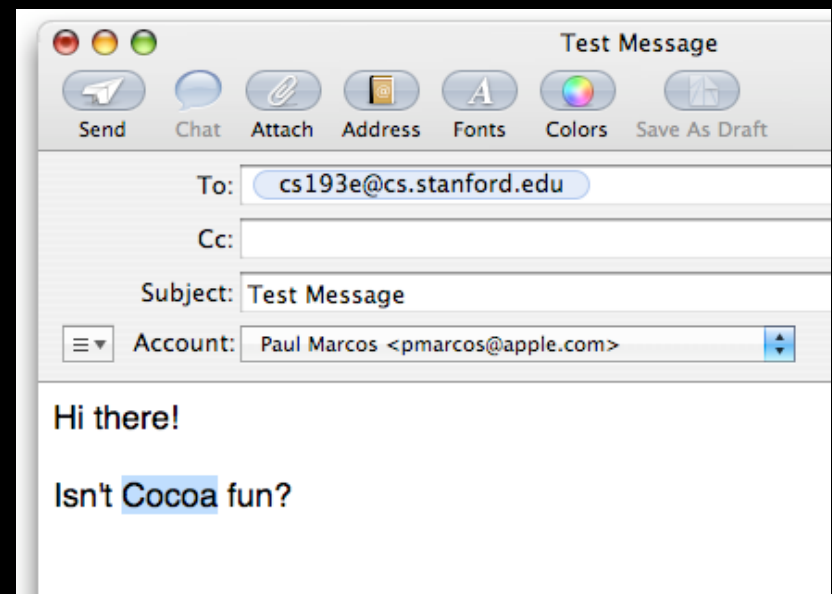 Test Message
Send Chat Attach Address Fonts Colors Save As Draft
To: cs193e@cs.stanford.edu
Cc:
Subject: Test Message
Account: Paul Marcos <pmarcos@apple.com>
Hi there!
Isn't Cocoa fun?